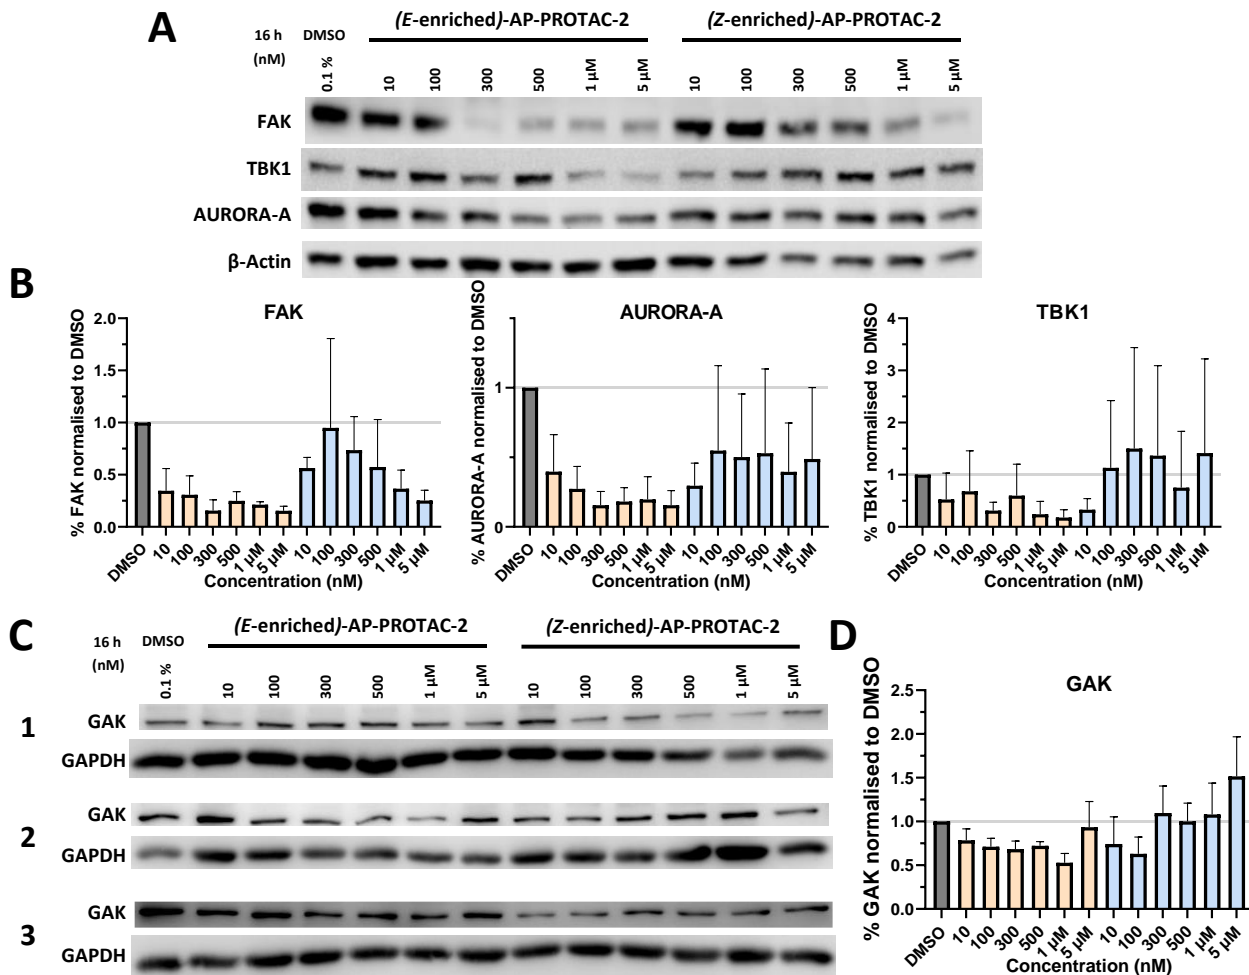 A
16 h
(nM)
DMSO
(E-enriched)-AP-PROTAC-2
(Z-enriched)-AP-PROTAC-2
0.1 %
10
100
300
500
1 μM
5 μM
10
100
300
500
1 μM
5 μM
FAK
TBK1
AURORA-A
β-Actin
B
FAK
% FAK normalised to DMSO
2.0
1.5
1.0
0.5
0.0
DMSO
10
100
300
500
1 μM
5 μM
10
100
300
500
1 μM
5 μM
Concentration (nM)
AURORA-A
% AURORA-A normalised to DMSO
1
0
DMSO
10
100
300
500
1 μM
5 μM
10
100
300
500
1 μM
5 μM
Concentration (nM)
TBK1
% TBK1 normalised to DMSO
4
3
2
1
0
DMSO
10
100
300
500
1 μM
5 μM
10
100
300
500
1 μM
5 μM
Concentration (nM)
C
16 h
(nM)
DMSO
(E-enriched)-AP-PROTAC-2
(Z-enriched)-AP-PROTAC-2
0.1 %
10
100
300
500
1 μM
5 μM
10
100
300
500
1 μM
5 μM
1
GAK
GAPDH
2
GAK
GAPDH
3
GAK
GAPDH
D
GAK
% GAK normalised to DMSO
2.5
2.0
1.5
1.0
0.5
0.0
DMSO
10
100
300
500
1 μM
5 μM
10
100
300
500
1 μM
5 μM
Concentration (nM)